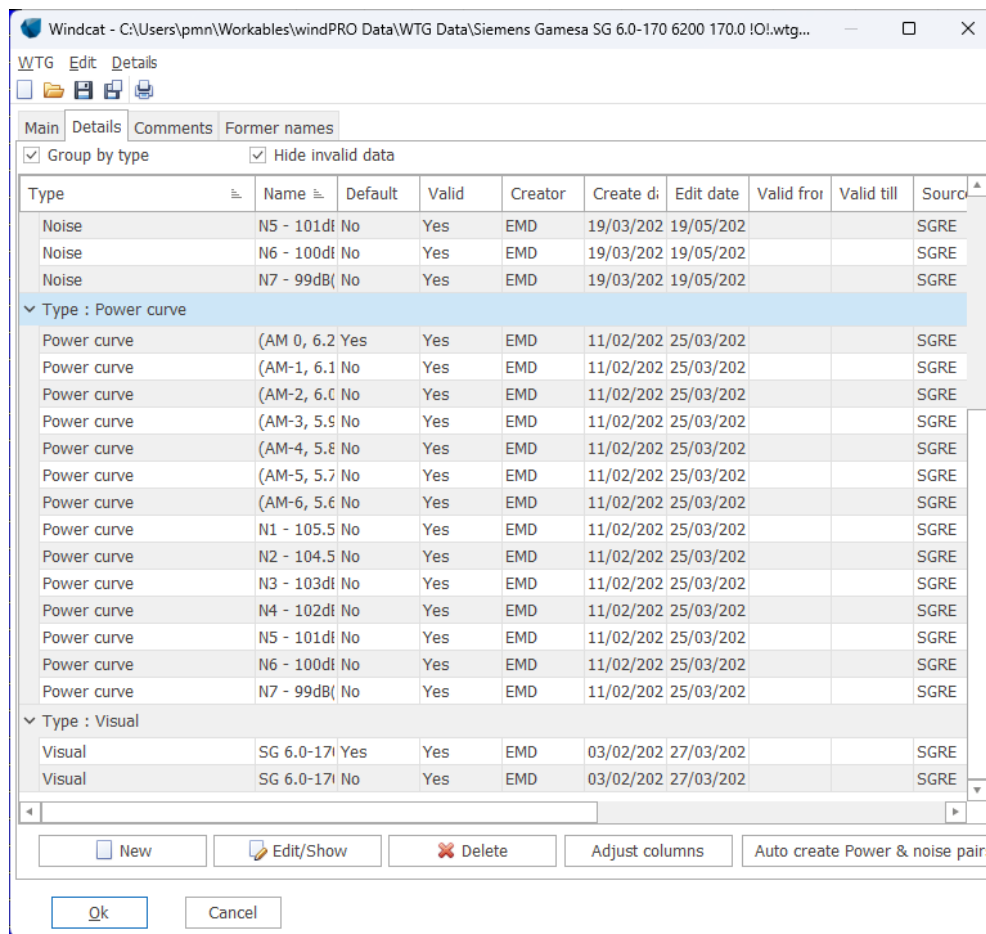 Windcat - C:\Users\pmn\Workables\windPRO Data\WTG Data\Siemens Gamesa SG 6.0-170 6200 170.0 !O!.wtg...
WTG Edit Details
Main Details Comments Former names
Group by type Hide invalid data
Type Name Default Valid Creator Create da Edit date Valid fror Valid till Source
Noise N5 - 101dB No Yes EMD 19/03/202 19/05/202 SGRE
Noise N6 - 100dB No Yes EMD 19/03/202 19/05/202 SGRE
Noise N7 - 99dB( No Yes EMD 19/03/202 19/05/202 SGRE
Type : Power curve
Power curve (AM 0, 6.2 Yes Yes EMD 11/02/202 25/03/202 SGRE
Power curve (AM-1, 6.1 No Yes EMD 11/02/202 25/03/202 SGRE
Power curve (AM-2, 6.0 No Yes EMD 11/02/202 25/03/202 SGRE
Power curve (AM-3, 5.9 No Yes EMD 11/02/202 25/03/202 SGRE
Power curve (AM-4, 5.8 No Yes EMD 11/02/202 25/03/202 SGRE
Power curve (AM-5, 5.7 No Yes EMD 11/02/202 25/03/202 SGRE
Power curve (AM-6, 5.6 No Yes EMD 11/02/202 25/03/202 SGRE
Power curve N1 - 105.5 No Yes EMD 11/02/202 25/03/202 SGRE
Power curve N2 - 104.5 No Yes EMD 11/02/202 25/03/202 SGRE
Power curve N3 - 103dB No Yes EMD 11/02/202 25/03/202 SGRE
Power curve N4 - 102dB No Yes EMD 11/02/202 25/03/202 SGRE
Power curve N5 - 101dB No Yes EMD 11/02/202 25/03/202 SGRE
Power curve N6 - 100dB No Yes EMD 11/02/202 25/03/202 SGRE
Power curve N7 - 99dB( No Yes EMD 11/02/202 25/03/202 SGRE
Type : Visual
Visual SG 6.0-170 Yes Yes EMD 03/02/202 27/03/202 SGRE
Visual SG 6.0-170 No Yes EMD 03/02/202 27/03/202 SGRE
New Edit/Show Delete Adjust columns Auto create Power & noise pair
Ok Cancel